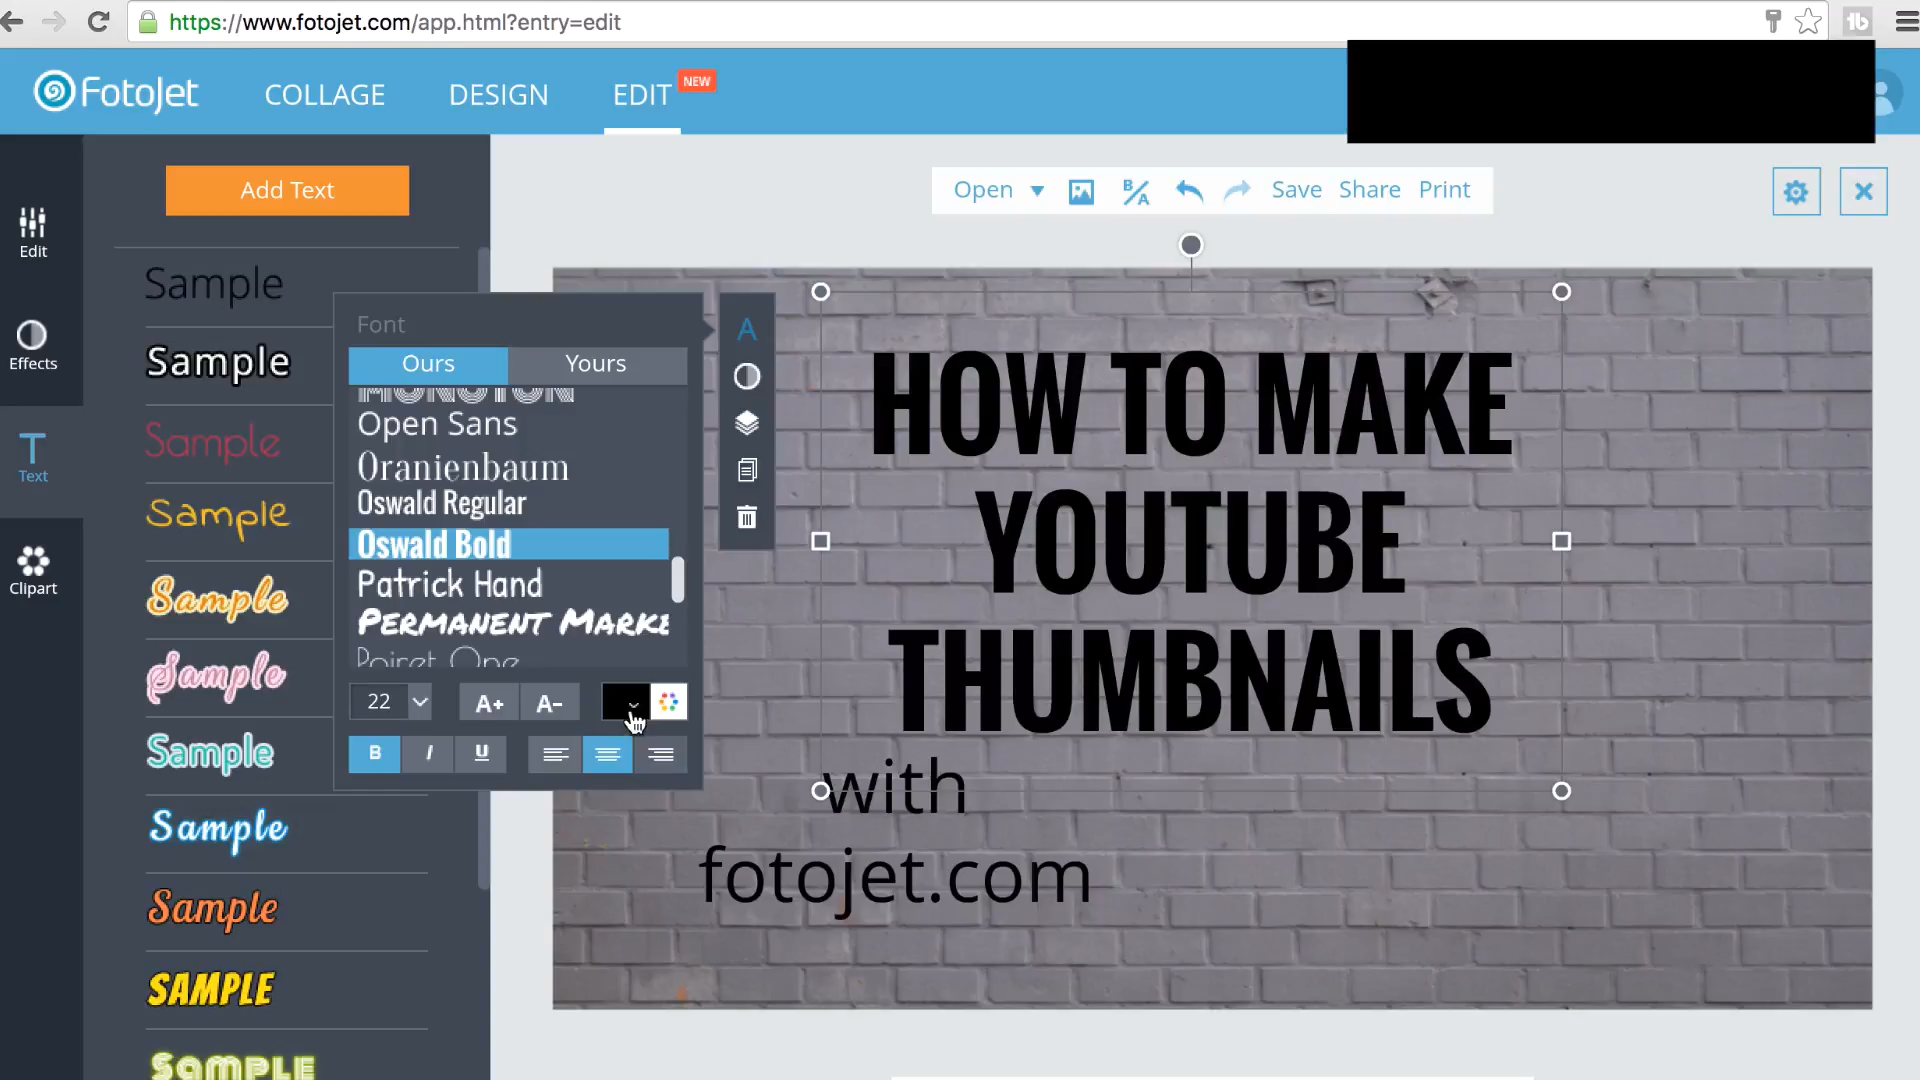 https://www.fotojet.com/app.html?entry=edit
FotoJet
COLLAGE
DESIGN
EDIT
NEW
Add Text
Open
B/A
Save
Share
Print
Edit
Effects
Text
Clipart
Sample
Sample
Sample
Sample
Sample
Sample
Sample
Sample
Sample
SAMPLE
SAMPLE
Font
Ours
Yours
MONOTON
Open Sans
Oranienbaum
Oswald Regular
Oswald Bold
Patrick Hand
PERMANENT MARKE
Poiret One
22
A+
A-
B
I
U
A
HOW TO MAKE
YOUTUBE
THUMBNAILS
with
fotojet.com